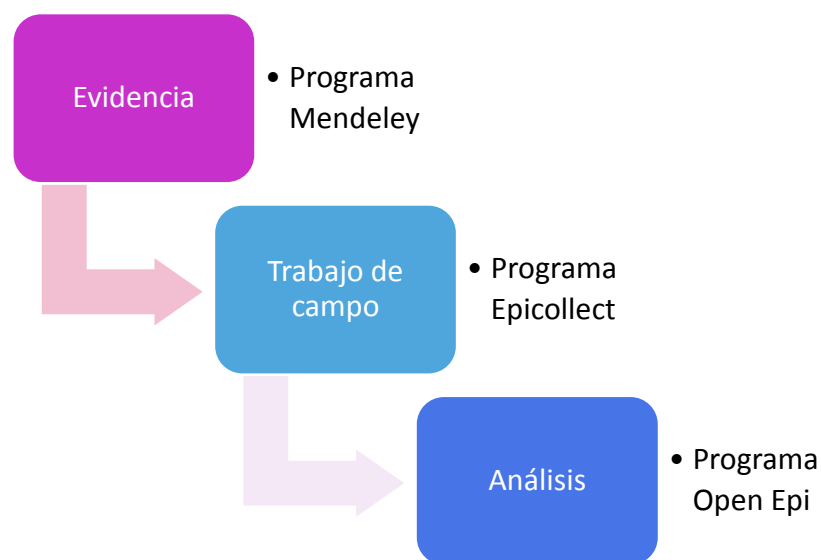 Evidencia
• Programa
Mendeley
Trabajo de
campo
• Programa
Epicollect
Análisis
• Programa
Open Epi